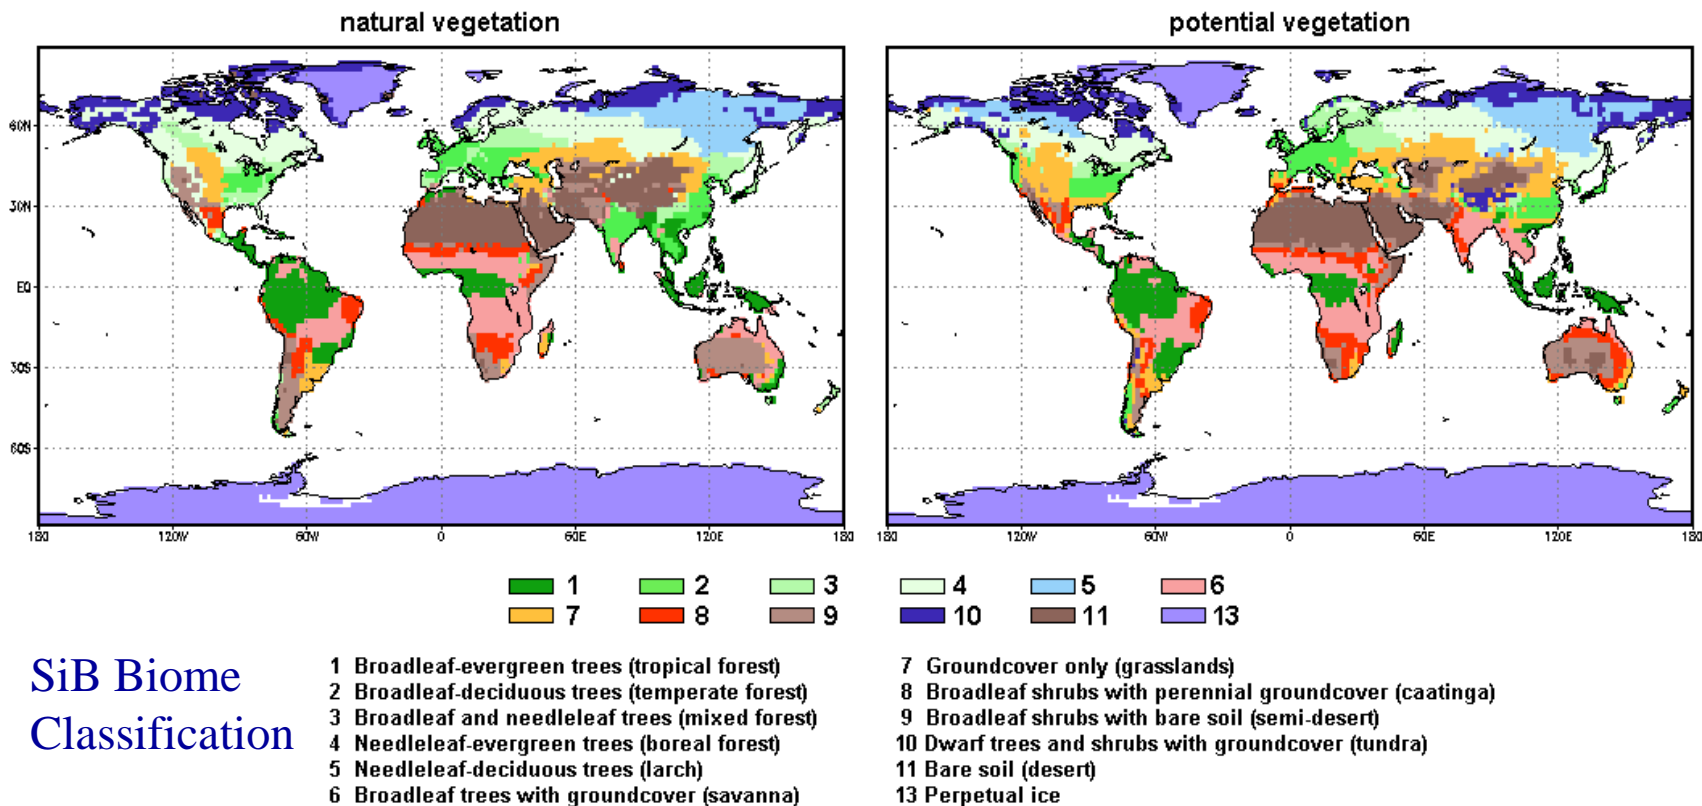 natural vegetation
potential vegetation
60N
30N
EQ
30S
60S
180 120W 60W 0 60E 120E 180
180 120W 60W 0 60E 120E 180
1 2 3 4 5 6
7 8 9 10 11 13
SiB Biome
Classification
1 Broadleaf-evergreen trees (tropical forest)
2 Broadleaf-deciduous trees (temperate forest)
3 Broadleaf and needleleaf trees (mixed forest)
4 Needleleaf-evergreen trees (boreal forest)
5 Needleleaf-deciduous trees (larch)
6 Broadleaf trees with groundcover (savanna)
7 Groundcover only (grasslands)
8 Broadleaf shrubs with perennial groundcover (caatinga)
9 Broadleaf shrubs with bare soil (semi-desert)
10 Dwarf trees and shrubs with groundcover (tundra)
11 Bare soil (desert)
13 Perpetual ice